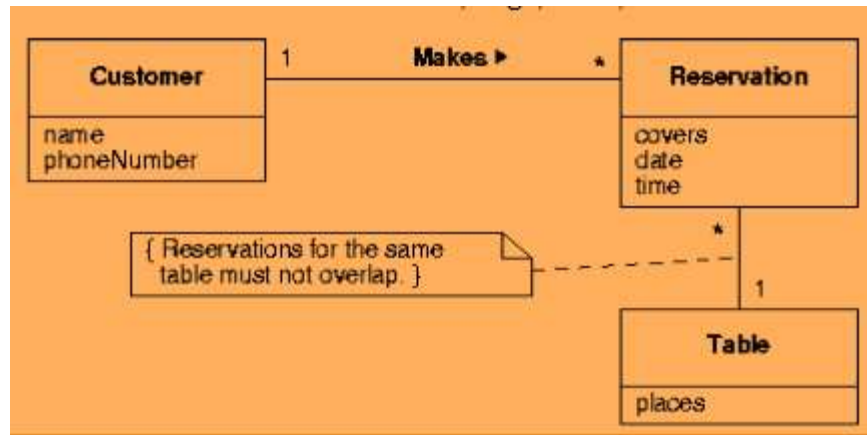 1 Makes ► *
Customer
Reservation
name
phoneNumber
covers
date
time
*
{ Reservations for the same
table must not overlap. }
1
Table
places